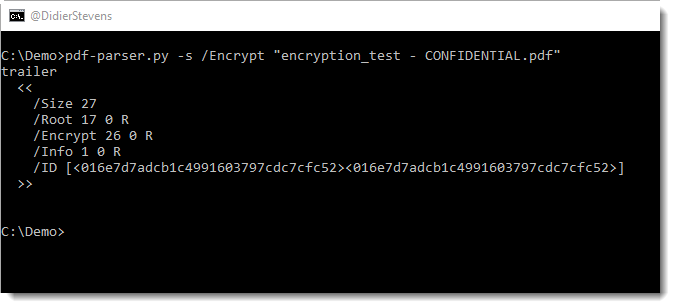 @DidierStevens
C:\Demo>pdf-parser.py -s /Encrypt "encryption_test - CONFIDENTIAL.pdf"
trailer
<<
/Size 27
/Root 17 0 R
/Encrypt 26 0 R
/Info 1 0 R
/ID [<016e7d7adcb1c4991603797cdc7cfc52><016e7d7adcb1c4991603797cdc7cfc52>]
>>
C:\Demo>